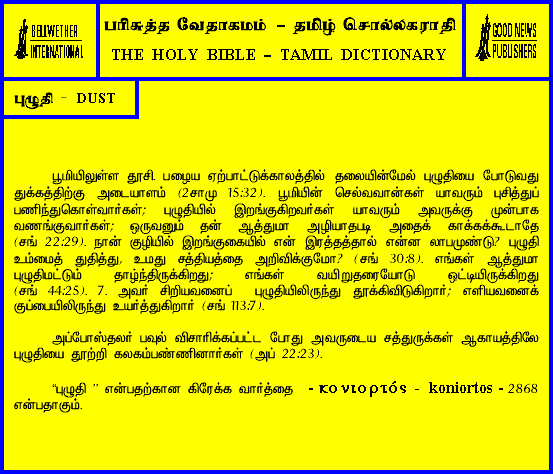 BELLWETHER
INTERNATIONAL
பரிசுத்த வேதாகமம் – தமிழ் சொல்லகராதி
THE HOLY BIBLE – TAMIL DICTIONARY
GOOD NEWS
PUBLISHERS
புழுதி - DUST
பூமியிலுள்ள தூசி. பழைய ஏற்பாட்டுக்காலத்தில் தலையின்மேல் புழுதியை போடுவது
துக்கத்திற்கு அடையாளம் (2சாமு 15:32). பூமியின் செல்வவான்கள் யாவரும் புசித்துப்
பணிந்துகொள்வார்கள்; புழுதியில் இறங்குகிறவர்கள் யாவரும் அவருக்கு முன்பாக
வணங்குவார்கள்; ஒருவனும் தன் ஆத்துமா அழியாதபடி அதைக் காக்கக்கூடாதே
(சங் 22:29). நான் குழியில் இறங்குகையில் என் இரத்தத்தால் என்ன லாபமுண்டு? புழுதி
உம்மைத் துதித்து, உமது சத்தியத்தை அறிவிக்குமோ? (சங் 30:8). எங்கள் ஆத்துமா
புழுதிமட்டும் தாழ்ந்திருக்கிறது; எங்கள் வயிறுதரையோடு ஒட்டியிருக்கிறது
(சங் 44:25). 7. அவர் சிறியவனைப் புழுதியிலிருந்து தூக்கிவிடுகிறார்; எளியவனைக்
குப்பையிலிருந்து உயர்த்துகிறார் (சங் 113:7).
அப்போஸ்தலர் பவுல் விசாரிக்கப்பட்ட போது அவருடைய சத்துருக்கள் ஆகாயத்திலே
புழுதியை தூற்றி கலகம்பண்ணினார்கள் (அப் 22:23).
“புழுதி ” என்பதற்கான கிரேக்க வார்த்தை - κονιορτός - koniortos - 2868
என்பதாகும்.